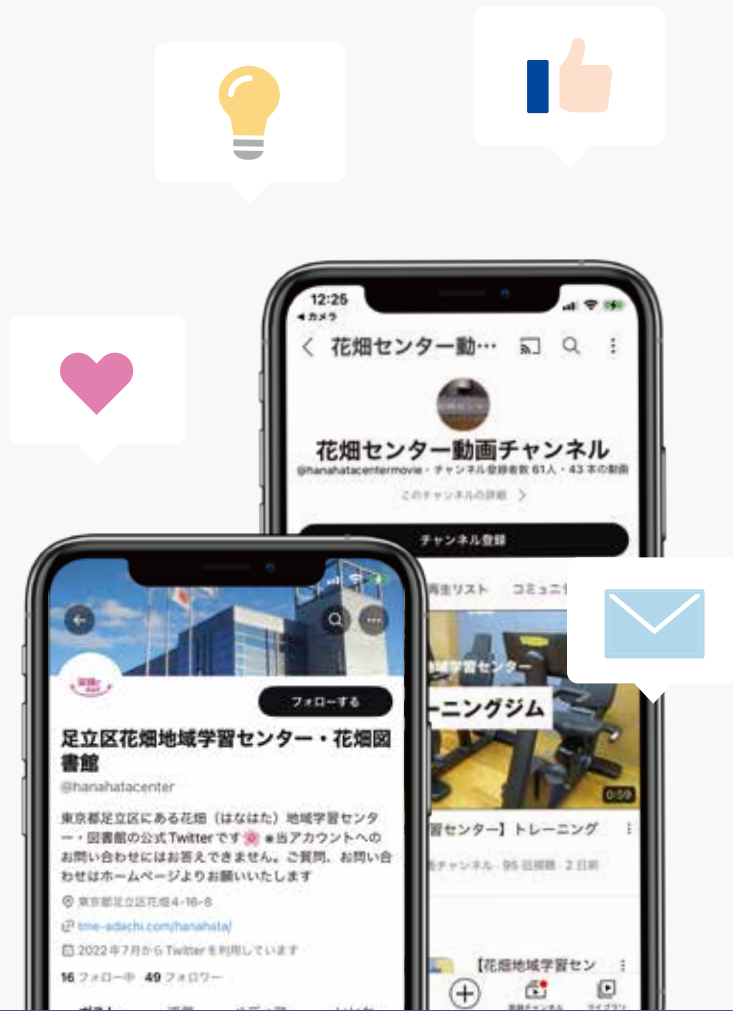 12:25
◀ カメラ
花畑センター動…
花畑センター動画チャンネル
@hanahatacentermovie・チャンネル登録者数 61人・43 本の動画
このチャンネルの詳細 >
チャンネル登録
再生リスト コミュニ
習センター
ーニングジム
0:59
習センター】トレーニング
チャンネル・95 回視聴・2 日前
【花畑地域学習セン
登録チャンネル ライブラリ
フォローする
足立区花畑地域学習センター・花畑図
書館
@hanahatacenter
東京都足立区にある花畑（はなはた）地域学習センタ
ー・図書館の公式Twitterです🌸 ※当アカウントへの
お問い合わせにはお答えできません。ご質問、お問い合
わせはホームページよりお願いいたします
東京都足立区花畑4-16-8
tme-adachi.com/hanahata/
2022年7月からTwitterを利用しています
16 フォロー中 49 フォロワー